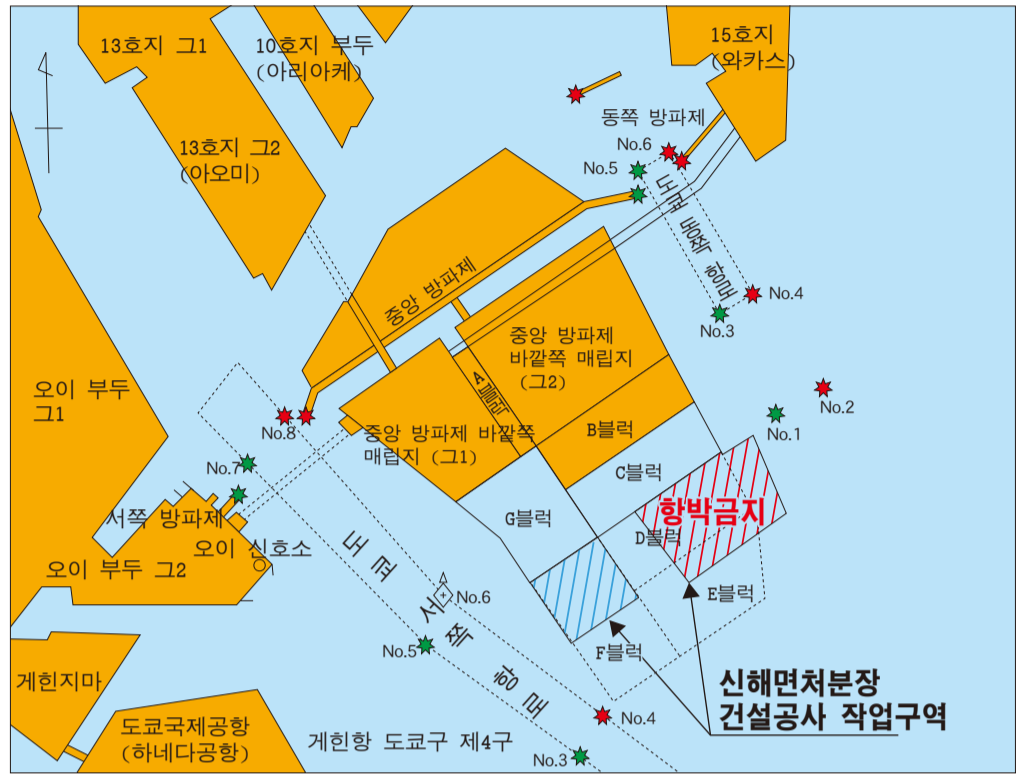 13호지 그1
10호지 부두
(아리아케)
15호지
(와카스)
동쪽 방파제
No.6
No.5
13호지 그2
(아오미)
도쿄 동쪽 항로
No.4
No.3
중앙 방파제
중앙 방파제
바깥쪽 매립지
(그2)
A블럭
No.2
No.1
오이 부두
그1
No.8
중앙 방파제 바깥쪽
매립지 (그1)
B블럭
C블럭
No.7
항박금지
G블럭
D블럭
서쪽 방파제
오이 신호소
오이 부두 그2
도쿄 서쪽 항로
No.6
E블럭
No.5
F블럭
게힌지마
신해면처분장
건설공사 작업구역
No.4
도쿄국제공항
(하네다공항)
게힌항 도쿄구 제4구
No.3